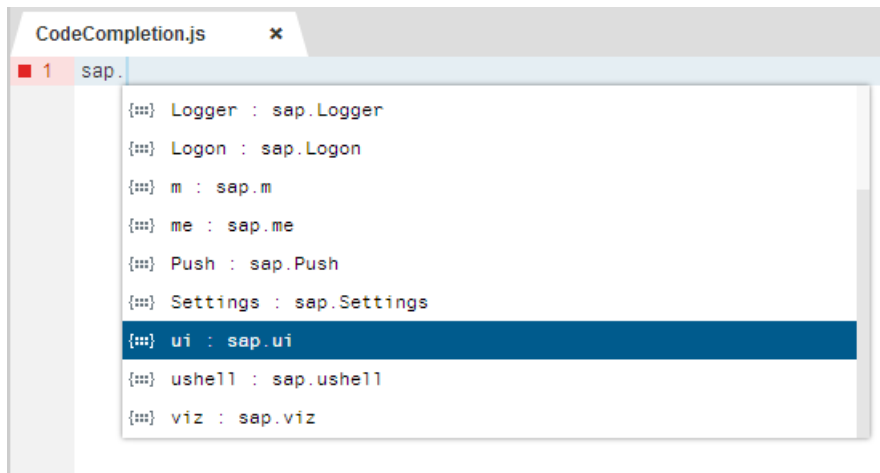 CodeCompletion.js ×
1 sap.
{:::} Logger : sap.Logger
{:::} Logon : sap.Logon
{:::} m : sap.m
{:::} me : sap.me
{:::} Push : sap.Push
{:::} Settings : sap.Settings
{:::} ui : sap.ui
{:::} ushell : sap.ushell
{:::} viz : sap.viz